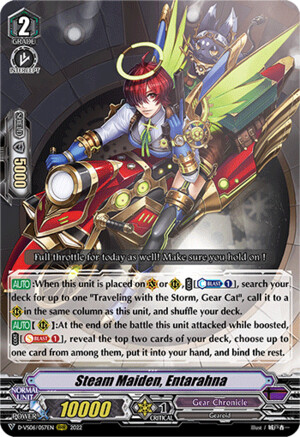 2
GRADE
INTERCEPT
5000
Full throttle for today as well! Make sure you hold on !
AUTO:When this unit is placed on or , [BLAST 1], search your
deck for up to one "Traveling with the Storm, Gear Cat", call it to a
in the same column as this unit, and shuffle your deck.
AUTO [ ]:At the end of the battle this unit attacked while boosted,
[BLAST 1], reveal the top two cards of your deck, choose up to
one card from among them, put it into your hand, and bind the rest.
Steam Maiden, Entarahna
NORMAL
UNIT
POWER
10000
1
CRITICAL
Gear Chronicle
Gearoid
D-VS06/057EN
2022
Illust /